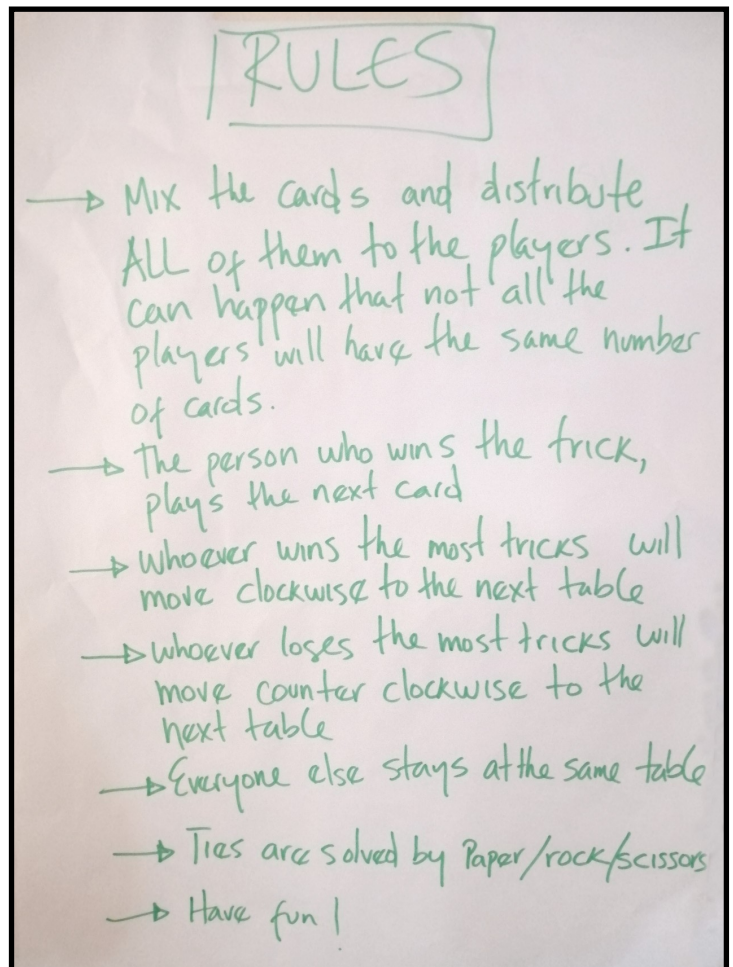 RULES
→ Mix the cards and distribute
ALL of them to the players. It
can happen that not all the
players will have the same number
of cards.
→ The person who wins the trick,
plays the next card
→ Whoever wins the most tricks will
move clockwise to the next table
→ Whoever loses the most tricks will
move counter clockwise to the
next table
→ Everyone else stays at the same table
→ Ties are solved by Paper/rock/scissors
→ Have fun!